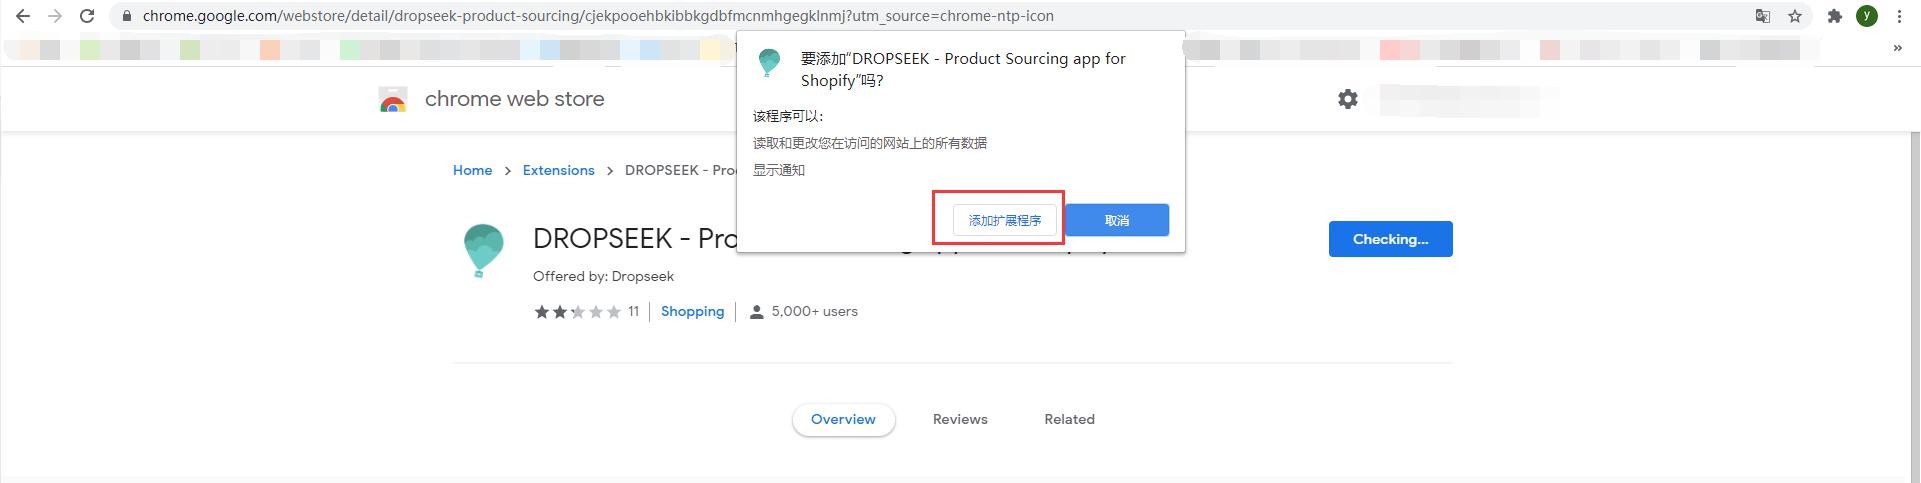 chrome.google.com/webstore/detail/dropseek-product-sourcing/cjekpooehbkibbkgdbfmcnmhgegklnmj?utm_source=chrome-ntp-icon
y
»
要添加“DROPSEEK - Product Sourcing app for
Shopify”吗?
该程序可以：
读取和更改您在访问的网站上的所有数据
显示通知
添加扩展程序
取消
chrome web store
Home > Extensions > DROPSEEK - Pro
DROPSEEK - Pro
Checking...
Offered by: Dropseek
11 | Shopping | 5,000+ users
Overview
Reviews
Related